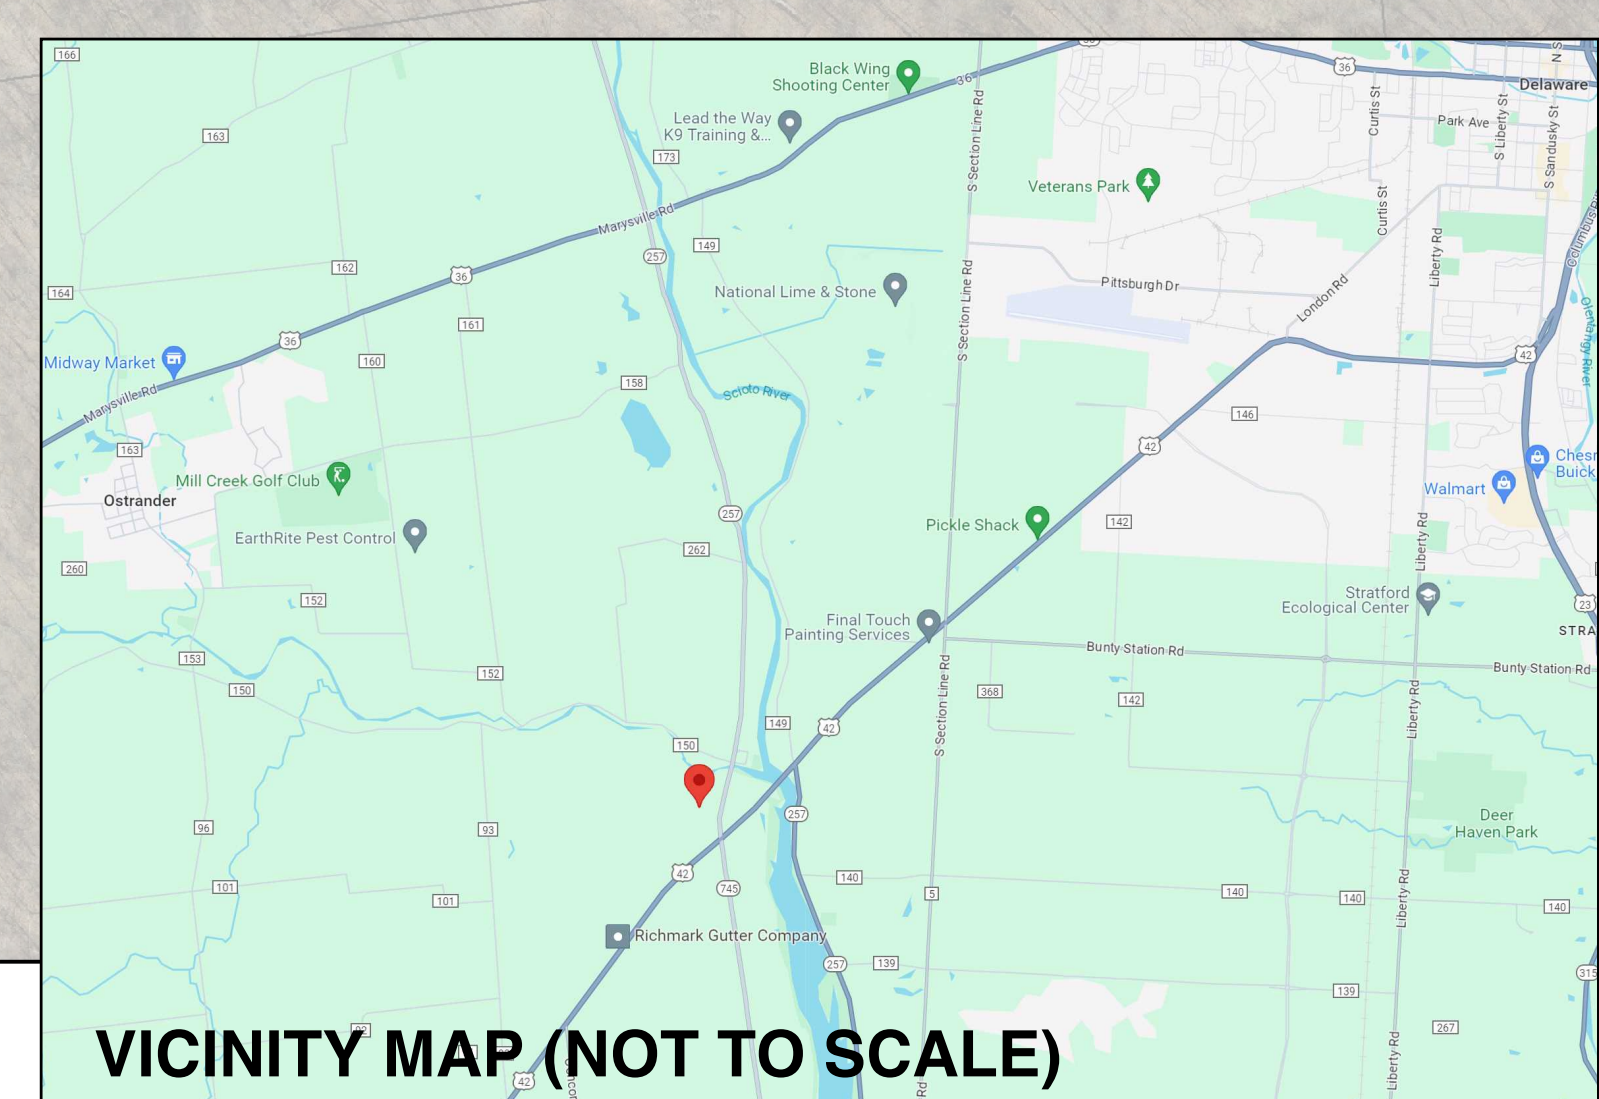 166
Black Wing
Shooting Center
36
36
Delaware
N S
Lead the Way
K9 Training &...
163
173
S Section Line Rd
Curtis St
Park Ave
S Liberty St
S Sandusky St
Veterans Park
Marysville Rd
257
149
162
36
164
Curtis St
Liberty Rd
National Lime & Stone
S Section Line Rd
Pittsburgh Dr
London Rd
Olentangy River
161
36
160
Midway Market
Marysville Rd
158
Scioto River
42
146
42
163
Mill Creek Golf Club
Ostrander
EarthRite Pest Control
257
262
260
152
Pickle Shack
142
Walmart
Chesr
Buick
Liberty Rd
Stratford
Ecological Center
23
STRA
Final Touch
Painting Services
Bunty Station Rd
Bunty Station Rd
153
150
152
S Section Line Rd
368
142
Liberty Rd
149
42
150
257
96
93
Deer
Haven Park
101
101
42
745
140
5
140
140
140
Liberty Rd
Richmark Gutter Company
257
139
139
315
267
VICINITY MAP (NOT TO SCALE)
42
Rd
Liberty Rd